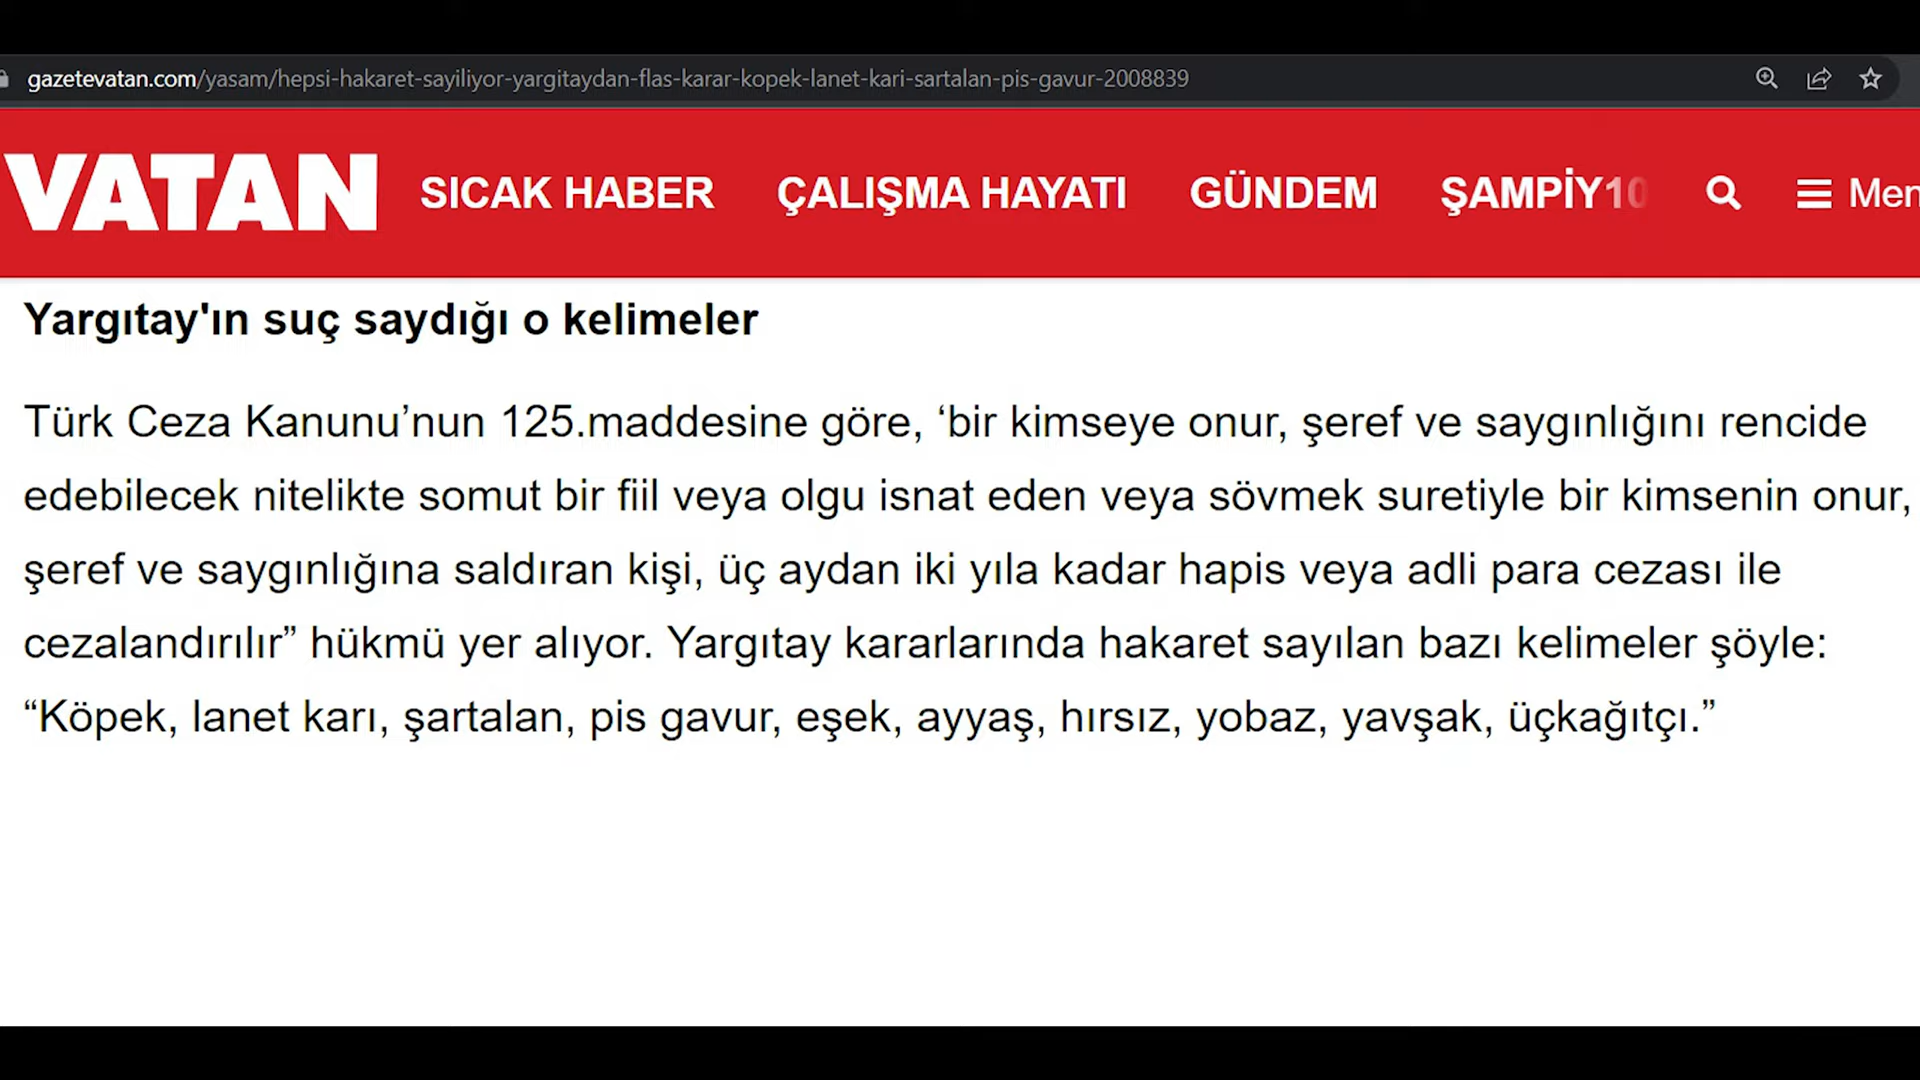 gazetevatan.com/yasam/hepsi-hakaret-sayiliyor-yargitaydan-flas-karar-kopek-lanet-kari-sartalan-pis-gavur-2008839
VATAN SICAK HABER ÇALIŞMA HAYATI GÜNDEM ŞAMPİY10 Men
Yargıtay'ın suç saydığı o kelimeler
Türk Ceza Kanunu’nun 125.maddesine göre, ‘bir kimseye onur, şeref ve saygınlığını rencide
edebilecek nitelikte somut bir fiil veya olgu isnat eden veya sövmek suretiyle bir kimsenin onur,
şeref ve saygınlığına saldıran kişi, üç aydan iki yıla kadar hapis veya adli para cezası ile
cezalandırılır” hükmü yer alıyor. Yargıtay kararlarında hakaret sayılan bazı kelimeler şöyle:
“Köpek, lanet karı, şartalan, pis gavur, eşek, ayyaş, hırsız, yobaz, yavşak, üçkağıtçı.”